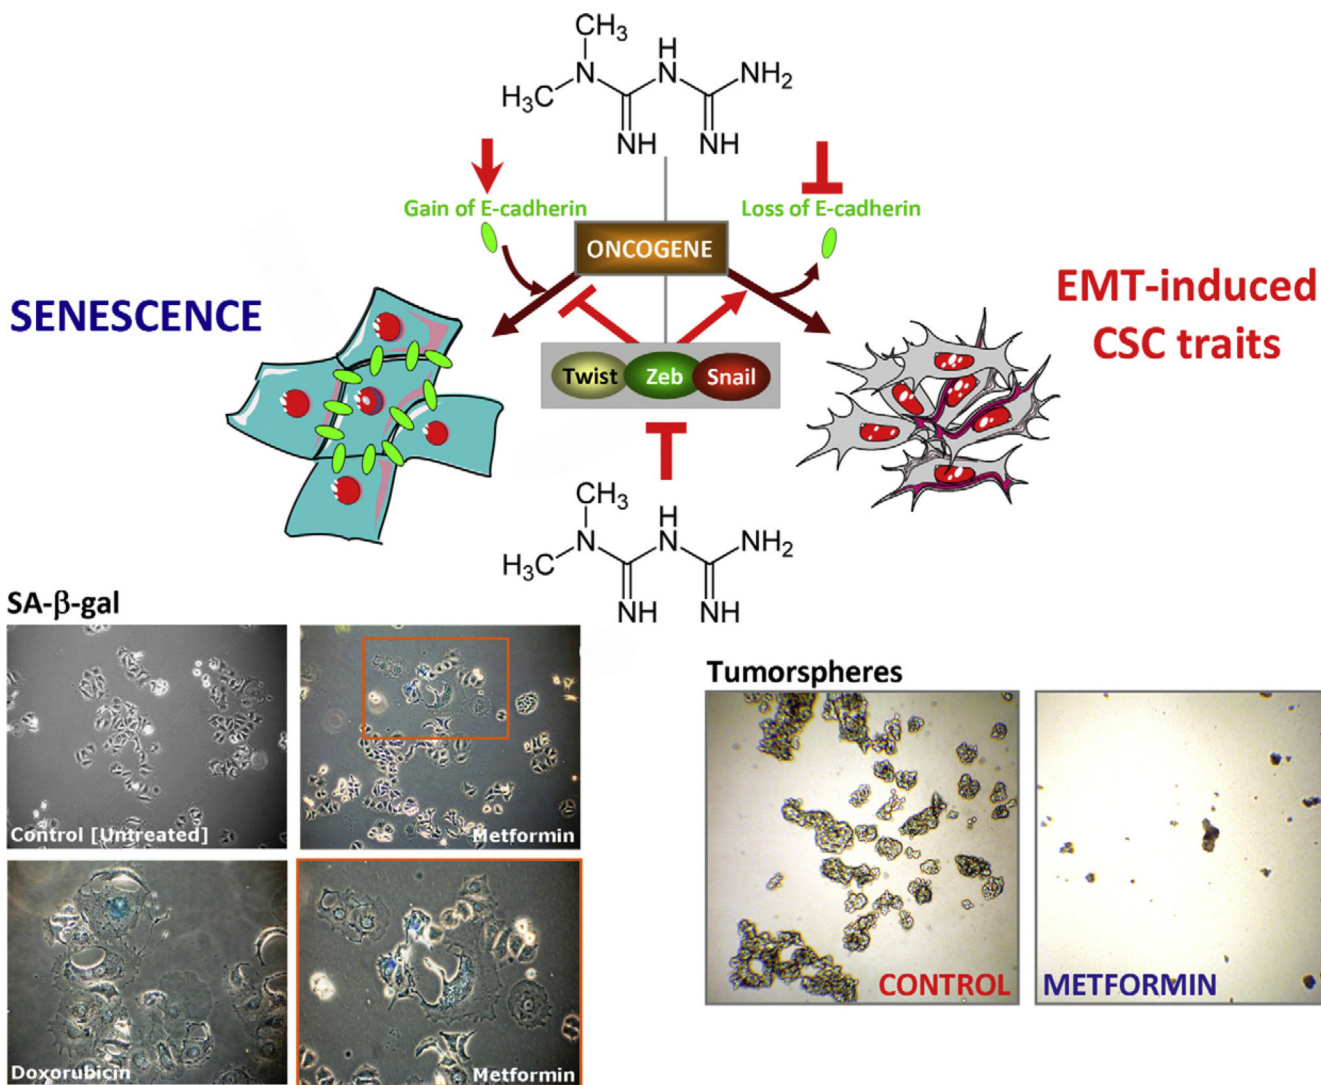 CH3
H
N
N
NH2
H3C
NH
NH
Gain of E-cadherin
Loss of E-cadherin
ONCOGENE
SENESCENCE
EMT-induced
CSC traits
Twist
Zeb
Snail
CH3
H
N
N
NH2
H3C
NH
NH
SA-β-gal
Control [Untreated]
Metformin
Doxorubicin
Metformin
Tumorspheres
CONTROL
METFORMIN